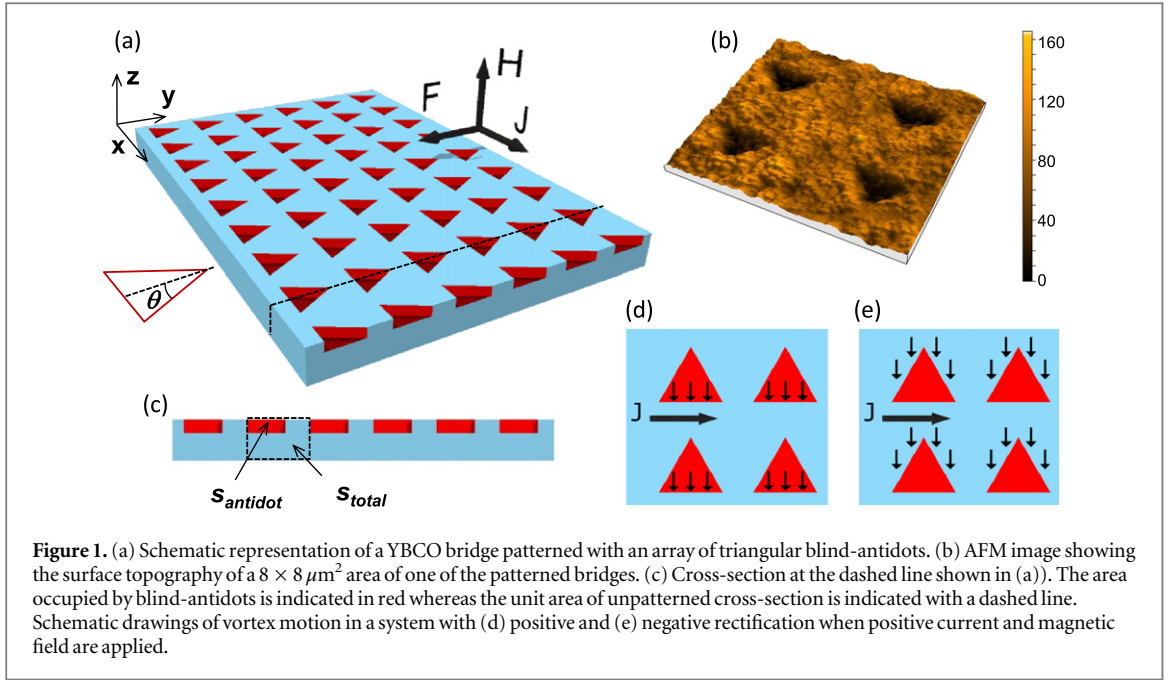 (a)
z
y
x
H
F
J
θ
(b)
160
120
80
40
0
(c)
s_antidot
s_total
(d)
J
(e)
J
Figure 1. (a) Schematic representation of a YBCO bridge patterned with an array of triangular blind-antidots. (b) AFM image showing
the surface topography of a 8 × 8 μm² area of one of the patterned bridges. (c) Cross-section at the dashed line shown in (a)). The area
occupied by blind-antidots is indicated in red whereas the unit area of unpatterned cross-section is indicated with a dashed line.
Schematic drawings of vortex motion in a system with (d) positive and (e) negative rectification when positive current and magnetic
field are applied.